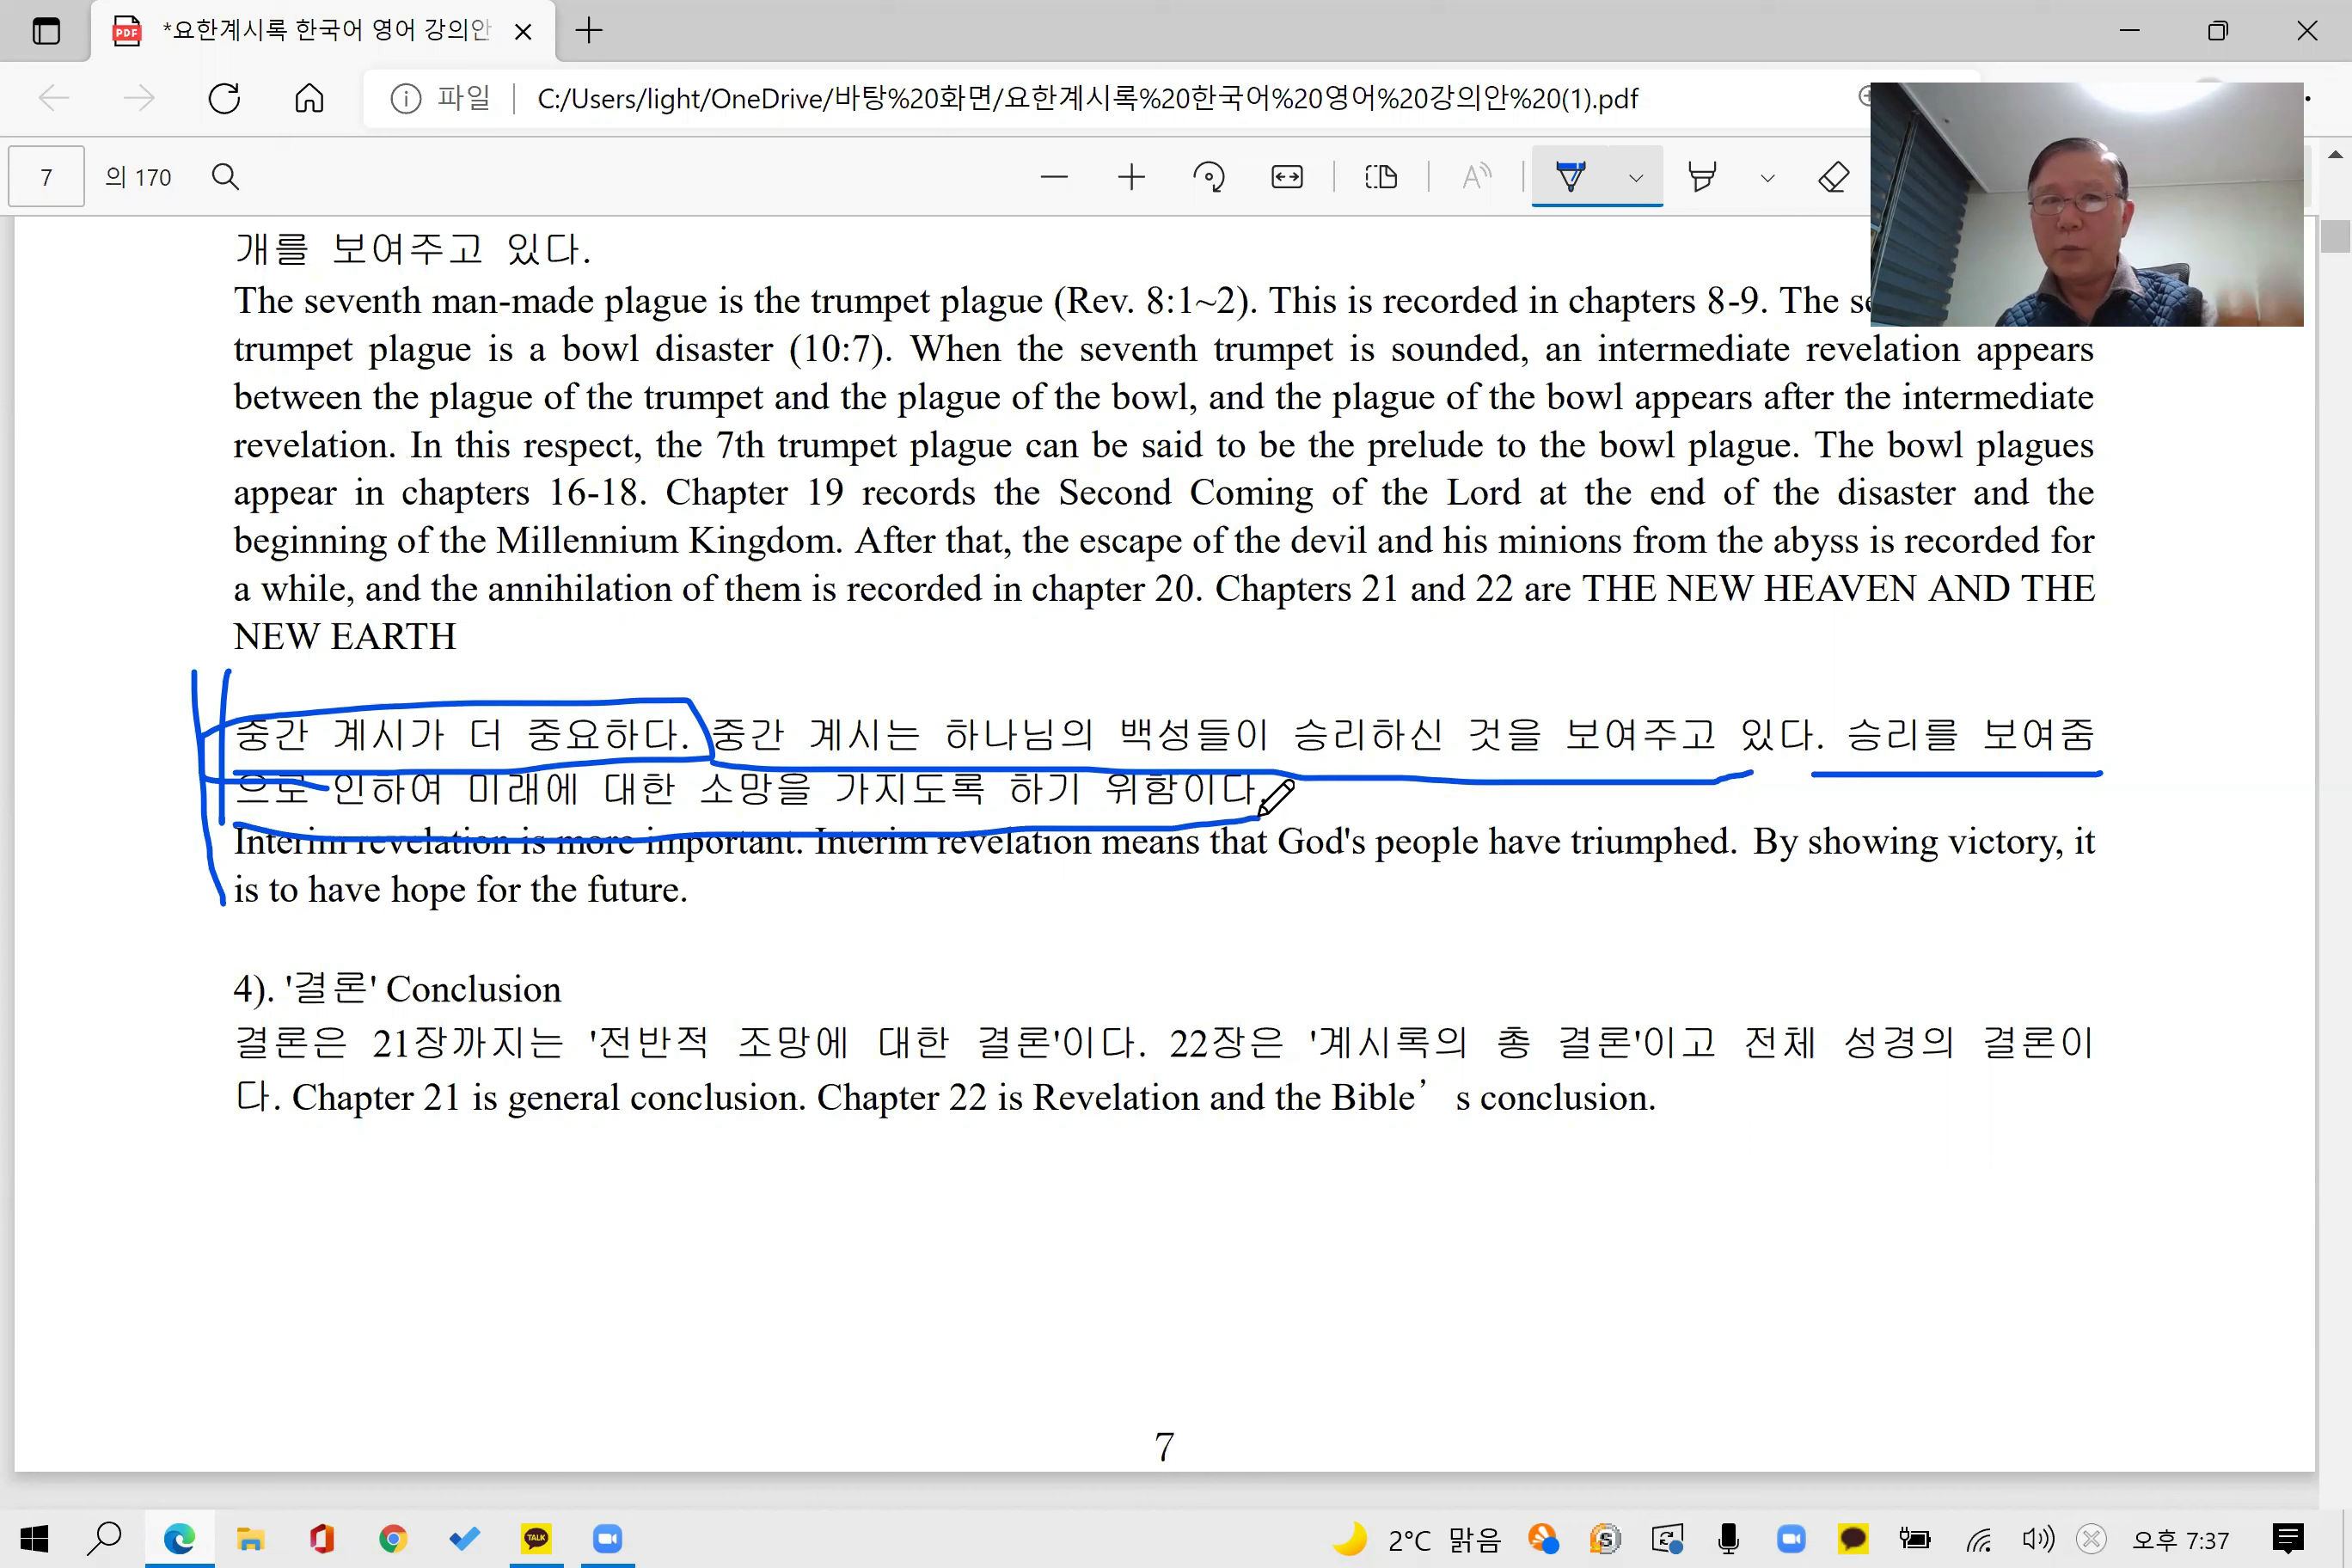 *요한계시록 한국어 영어 강의안
파일
C:/Users/light/OneDrive/바탕%20화면/요한계시록%20한국어%20영어%20강의안%20(1).pdf
7 의 170
개를 보여주고 있다.
The seventh man-made plague is the trumpet plague (Rev. 8:1~2). This is recorded in chapters 8-9. The
trumpet plague is a bowl disaster (10:7). When the seventh trumpet is sounded, an intermediate revelation appears
between the plague of the trumpet and the plague of the bowl, and the plague of the bowl appears after the intermediate
revelation. In this respect, the 7th trumpet plague can be said to be the prelude to the bowl plague. The bowl plagues
appear in chapters 16-18. Chapter 19 records the Second Coming of the Lord at the end of the disaster and the
beginning of the Millennium Kingdom. After that, the escape of the devil and his minions from the abyss is recorded for
a while, and the annihilation of them is recorded in chapter 20. Chapters 21 and 22 are THE NEW HEAVEN AND THE
NEW EARTH
중간 계시가 더 중요하다. 중간 계시는 하나님의 백성들이 승리하신 것을 보여주고 있다. 승리를 보여줌
으로 인하여 미래에 대한 소망을 가지도록 하기 위함이다.
Interim revelation is more important. Interim revelation means that God's people have triumphed. By showing victory, it
is to have hope for the future.
4). '결론' Conclusion
결론은 21장까지는 '전반적 조망에 대한 결론'이다. 22장은 '계시록의 총 결론'이고 전체 성경의 결론이
다. Chapter 21 is general conclusion. Chapter 22 is Revelation and the Bible’s conclusion.
7
2°C 맑음
오후 7:37